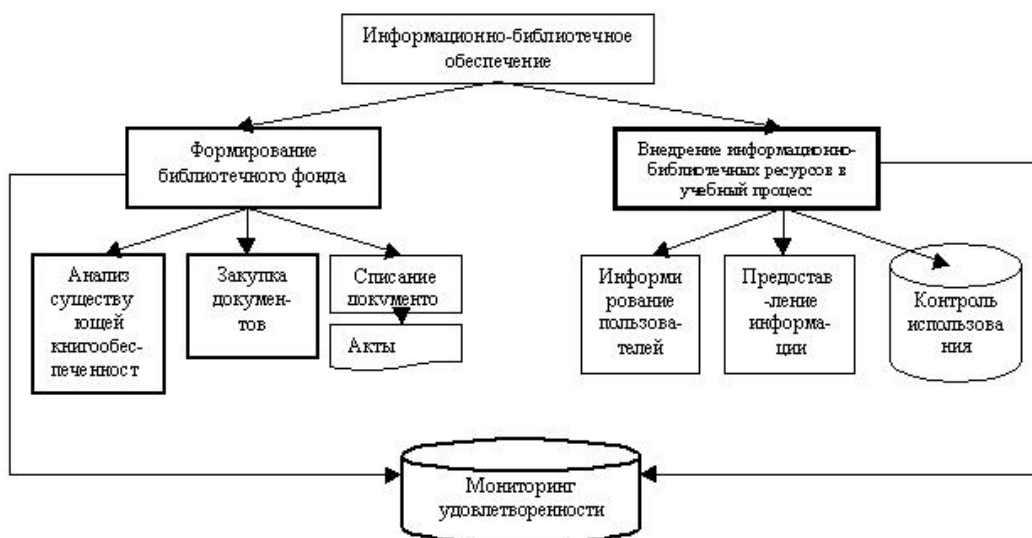 Информационно-библиотечное
обеспечение
Формирование
библиотечного фонда
Внедрение информационно-
библиотечных ресурсов в
учебный процесс
Анализ
существу
ющей
книгообес-
печенност
Закупка
докумен-
тов
Списание
документо
Акты
Информи
рование
пользова-
телей
Предостав
-ление
информа-
ции
Контроль
использова
ния
Мониторинг
удовлетворенности